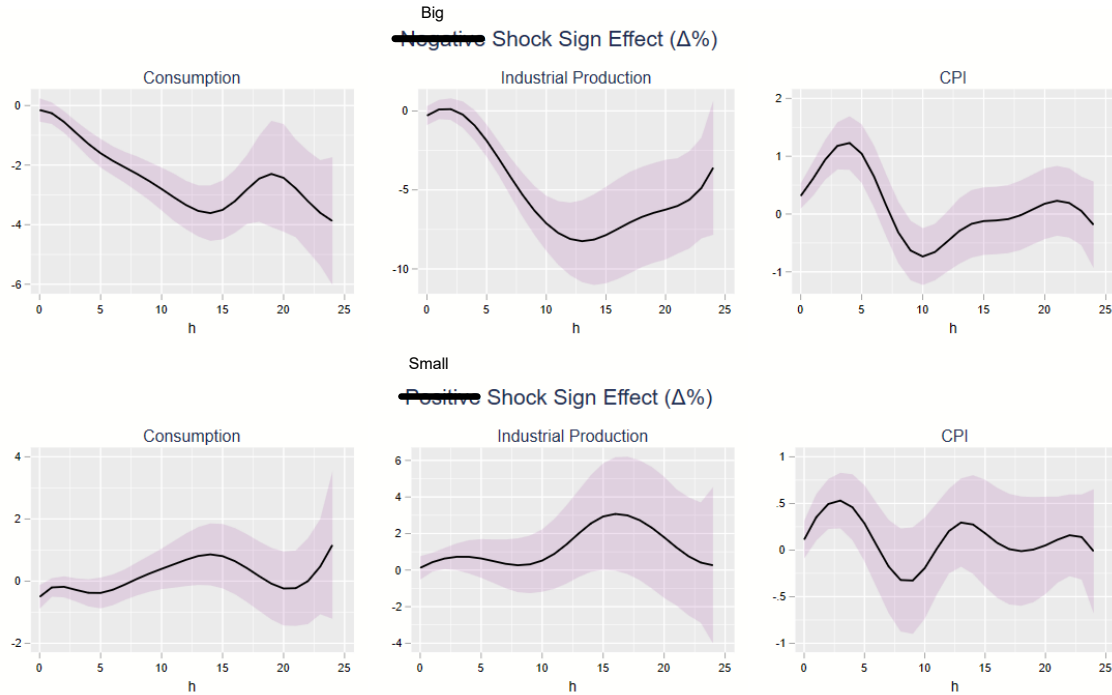 Big
Negative Shock Sign Effect (Δ%)
Consumption
Industrial Production
CPI
0
-2
-4
-6
0 5 10 15 20 25
h
0
-5
-10
0 5 10 15 20 25
h
2
1
0
-1
0 5 10 15 20 25
h
Small
Positive Shock Sign Effect (Δ%)
Consumption
Industrial Production
CPI
4
2
0
-2
0 5 10 15 20 25
h
6
4
2
0
-2
-4
0 5 10 15 20 25
h
1
.5
0
-.5
-1
0 5 10 15 20 25
h